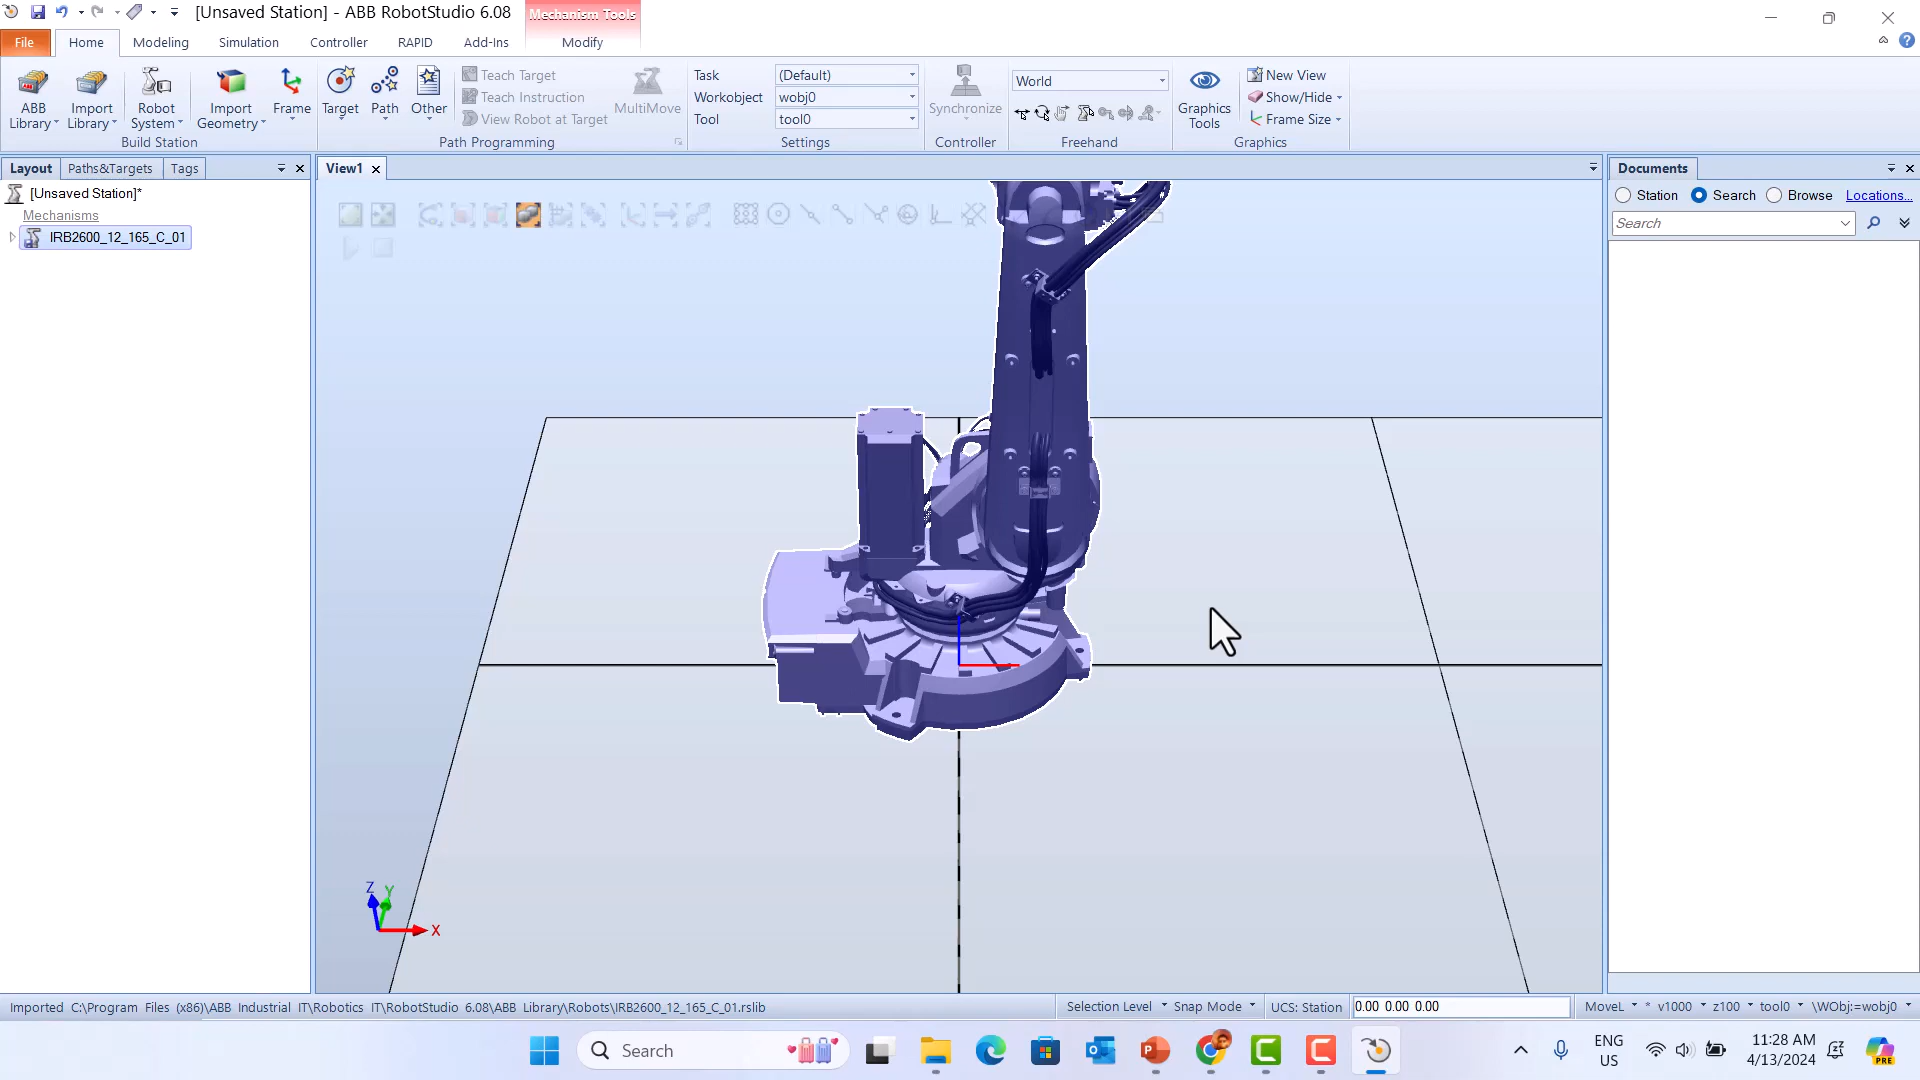 [Unsaved Station] - ABB RobotStudio 6.08
Mechanism Tools
File
Home
Modeling
Simulation
Controller
RAPID
Add-Ins
Modify
ABB
Library
Import
Library
Robot
System
Import
Geometry
Frame
Build Station
Target
Path
Other
Teach Target
Teach Instruction
View Robot at Target
MultiMove
Path Programming
Task
(Default)
Workobject
wobj0
Tool
tool0
Settings
Synchronize
Controller
World
Freehand
Graphics
Tools
New View
Show/Hide
Frame Size
Graphics
Layout
Paths&Targets
Tags
[Unsaved Station]*
Mechanisms
IRB2600_12_165_C_01
View1
Z
Y
X
Documents
Station
Search
Browse
Locations...
Search
Imported C:\Program Files (x86)\ABB Industrial IT\Robotics IT\RobotStudio 6.08\ABB Library\Robots\IRB2600_12_165_C_01.rslib
Selection Level
Snap Mode
UCS: Station
0.00 0.00 0.00
MoveL
* v1000
z100
tool0
\WObj:=wobj0
Search
ENG
US
11:28 AM
4/13/2024
PRE